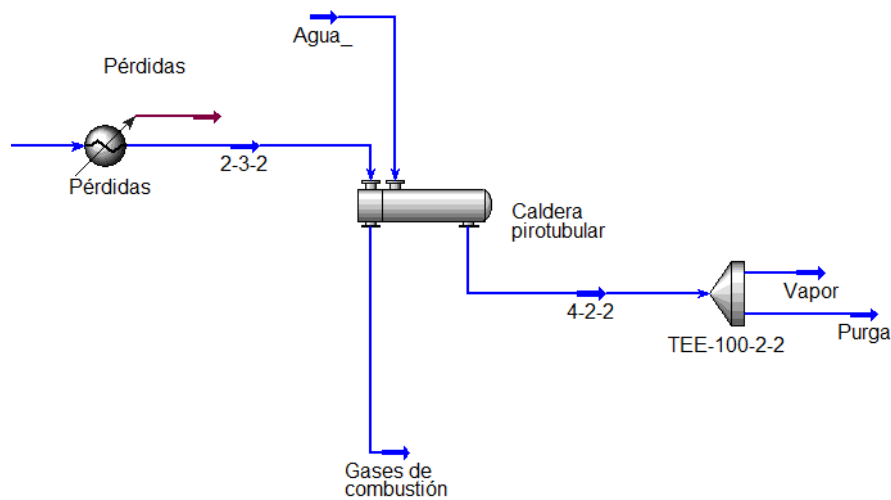 Agua_
Pérdidas
2-3-2
Pérdidas
Caldera
pirotubular
4-2-2
Vapor
Purga
TEE-100-2-2
Gases de
combustión